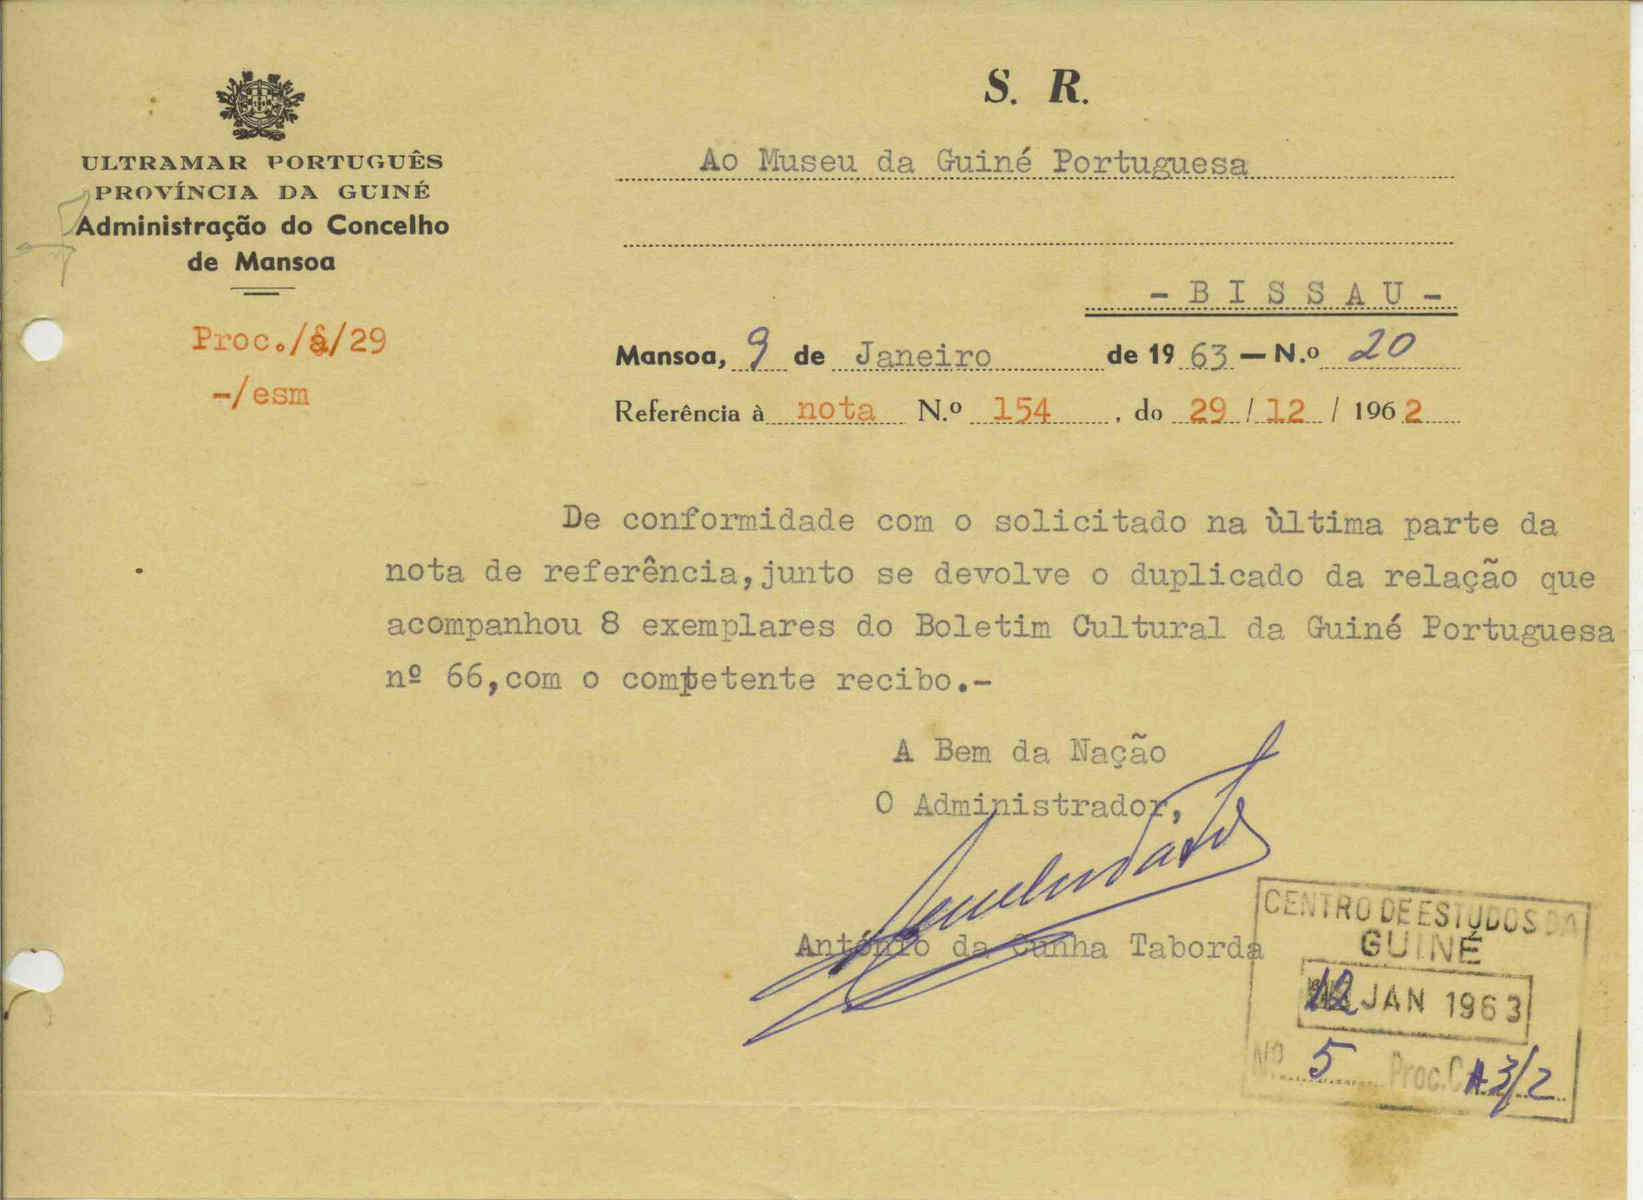 ULTRAMAR PORTUGUÊS
PROVÍNCIA DA GUINÉ
Administração do Concelho
de Mansoa
Proc./ /29
-/esm
S. R.
Ao Museu da Guiné Portuguesa
- B I S S A U -
Mansoa, 9 de Janeiro de 1963 — N.º 20
Referência à nota N.º 154 , do 29 / 12 / 1962
De conformidade com o solicitado na ùltima parte da
nota de referência,junto se devolve o duplicado da relação que
acompanhou 8 exemplares do Boletim Cultural da Guiné Portuguesa
nº 66,com o competente recibo.-
A Bem da Nação
O Administrador,
António da Cunha Taborda
CENTRO DE ESTUDOS DA
GUINÉ
12 JAN 1963
Nº 5 Proc. A 3/2